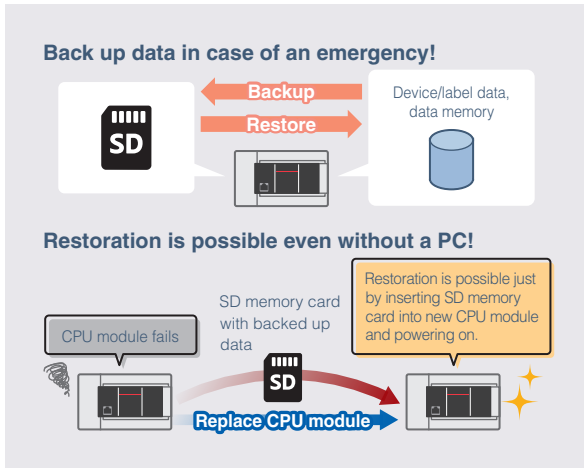 Back up data in case of an emergency!
SD
Backup
Restore
Device/label data,
data memory
Restoration is possible even without a PC!
CPU module fails
SD memory card
with backed up
data
SD
Replace CPU module
Restoration is possible just
by inserting SD memory
card into new CPU module
and powering on.